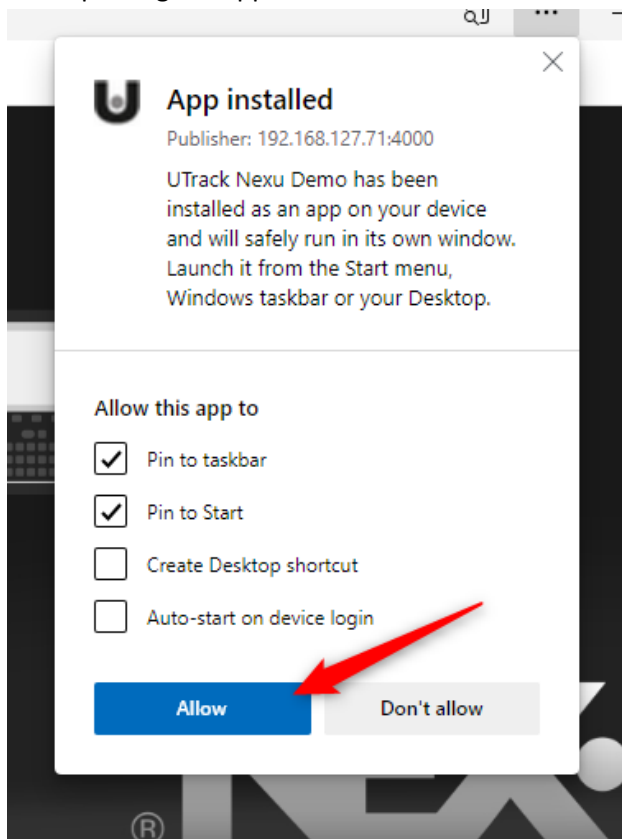 App installed
Publisher: 192.168.127.71:4000
UTrack Nexu Demo has been
installed as an app on your device
and will safely run in its own window.
Launch it from the Start menu,
Windows taskbar or your Desktop.
Allow this app to
Pin to taskbar
Pin to Start
Create Desktop shortcut
Auto-start on device login
Allow
Don't allow
®